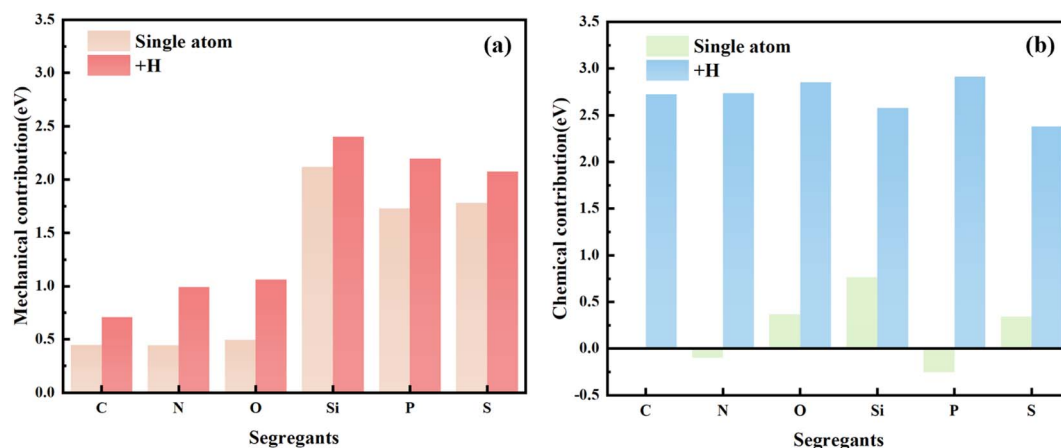 (a)
Single atom
+H
Mechanical contribution(eV)
3.5
3.0
2.5
2.0
1.5
1.0
0.5
0.0
C N O Si P S
Segregants
(b)
Single atom
+H
Chemical contribution(eV)
3.5
3.0
2.5
2.0
1.5
1.0
0.5
0.0
-0.5
C N O Si P S
Segregants